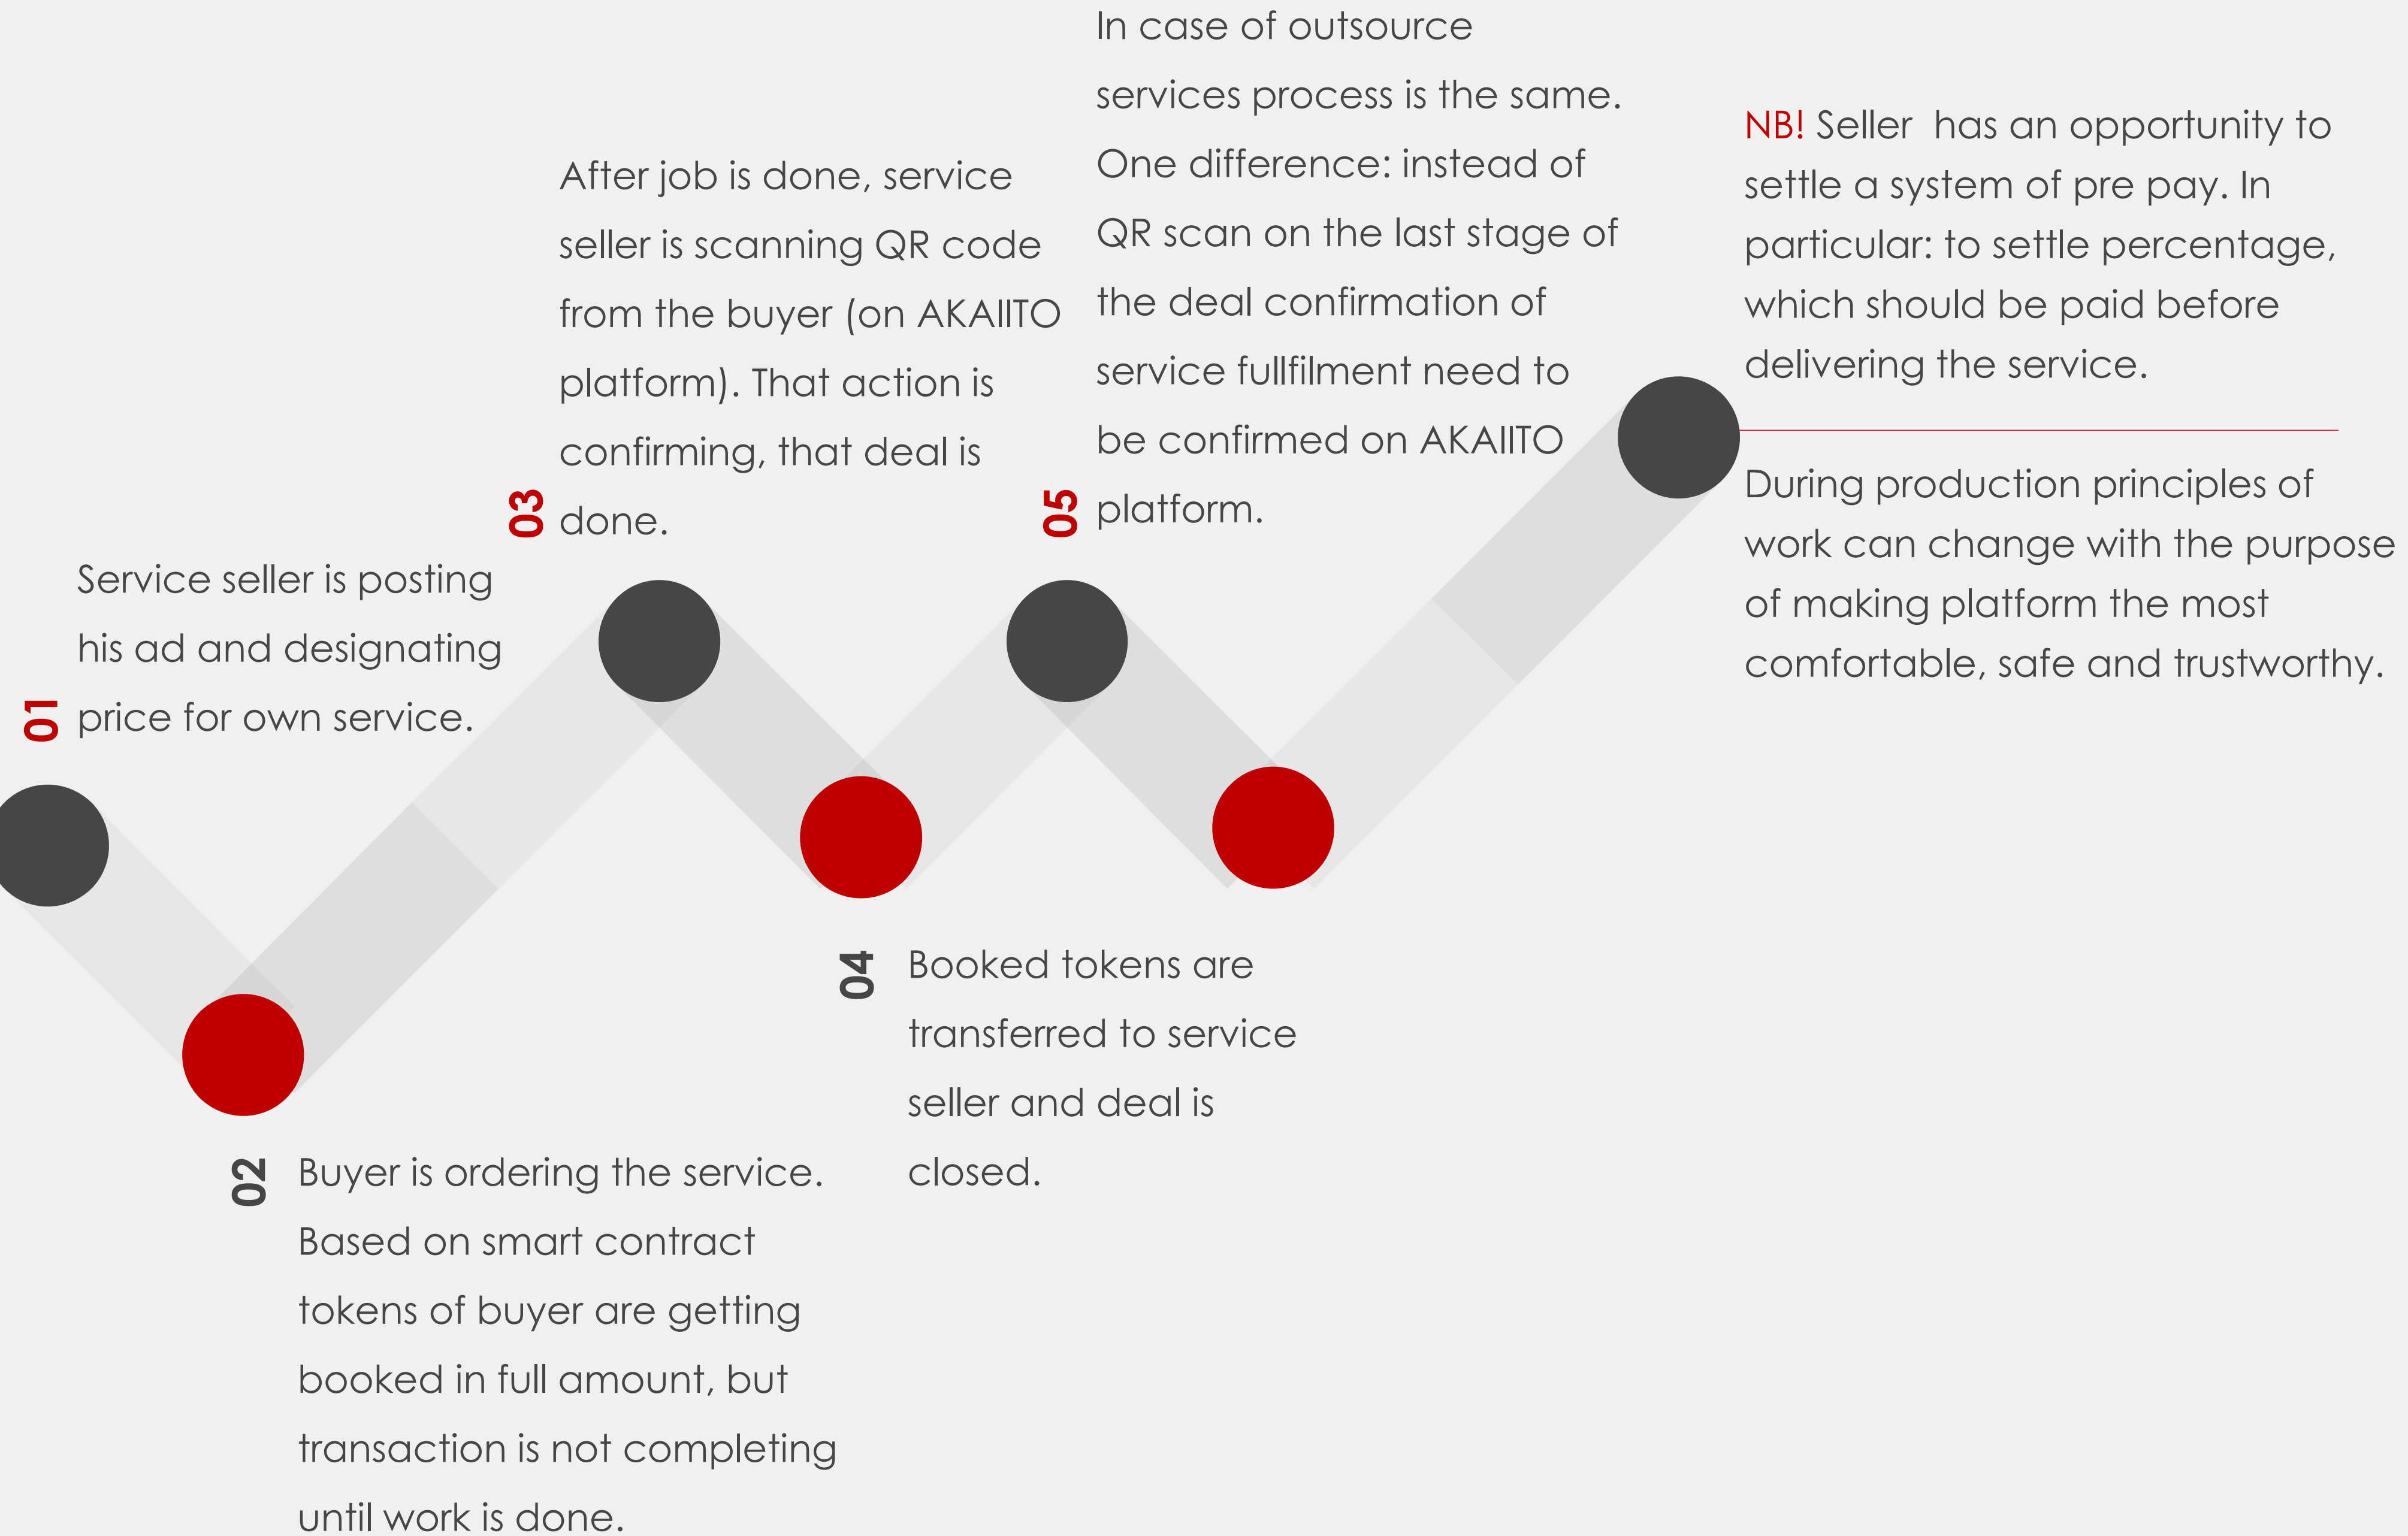 01
Service seller is posting
his ad and designating
price for own service.
02
Buyer is ordering the service.
Based on smart contract
tokens of buyer are getting
booked in full amount, but
transaction is not completing
until work is done.
03
After job is done, service
seller is scanning QR code
from the buyer (on AKAIITO
platform). That action is
confirming, that deal is
done.
04
Booked tokens are
transferred to service
seller and deal is
closed.
05
In case of outsource
services process is the same.
One difference: instead of
QR scan on the last stage of
the deal confirmation of
service fullfilment need to
be confirmed on AKAIITO
platform.
NB! Seller  has an opportunity to
settle a system of pre pay. In
particular: to settle percentage,
which should be paid before
delivering the service.
During production principles of
work can change with the purpose
of making platform the most
comfortable, safe and trustworthy.